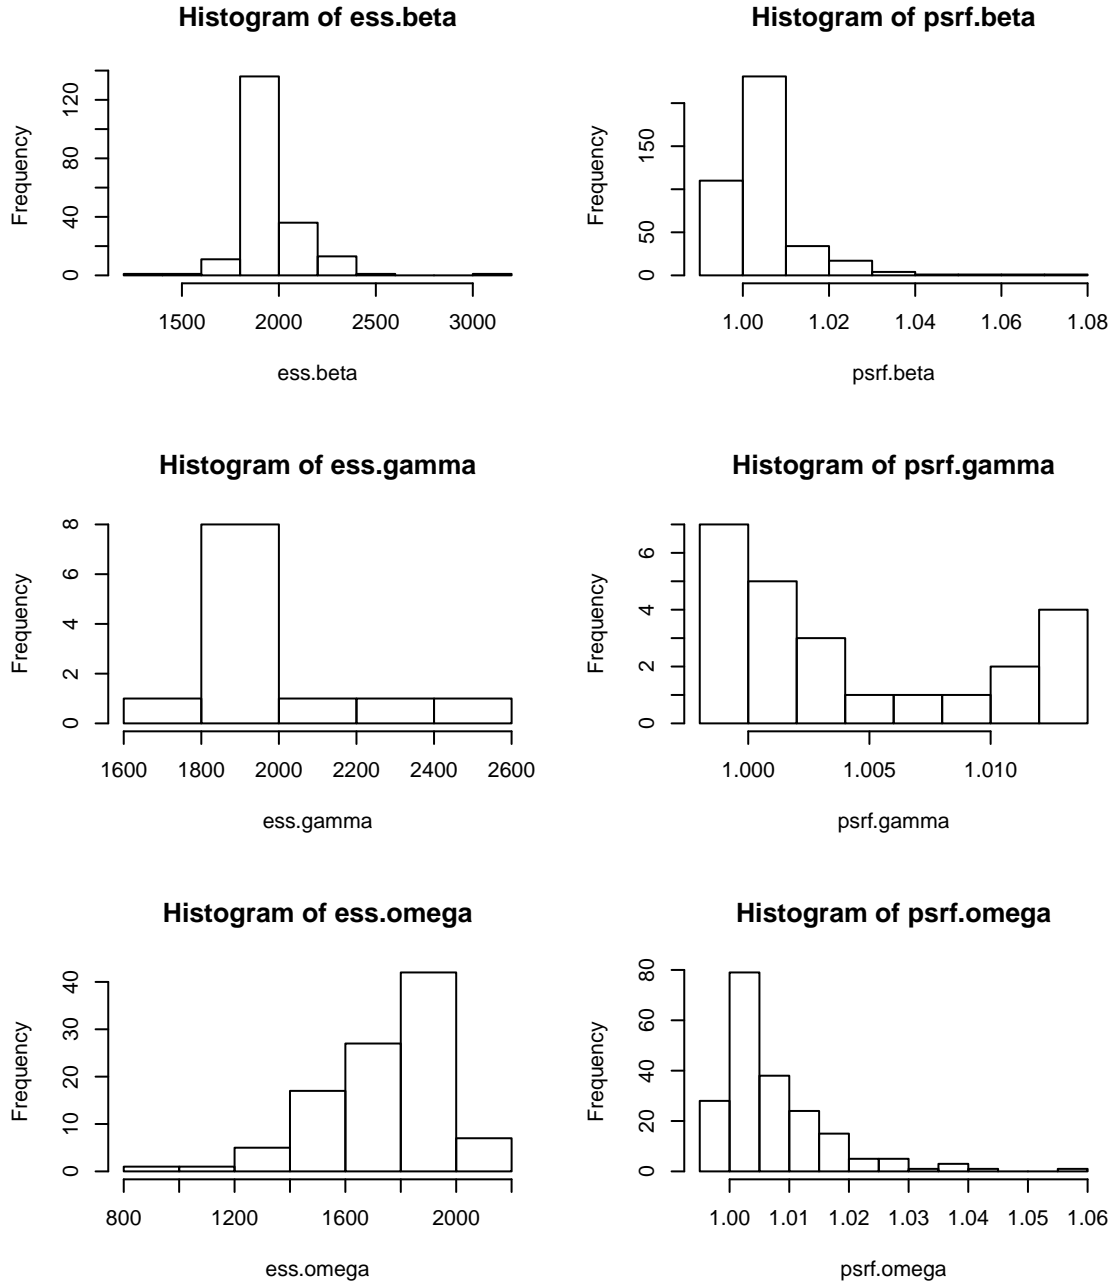 Histogram of ess.beta
Frequency
0 40 80 120
1500 2000 2500 3000
ess.beta
Histogram of psrf.beta
Frequency
0 50 150
1.00 1.02 1.04 1.06 1.08
psrf.beta
Histogram of ess.gamma
Frequency
0 2 4 6 8
1600 1800 2000 2200 2400 2600
ess.gamma
Histogram of psrf.gamma
Frequency
0 2 4 6
1.000 1.005 1.010
psrf.gamma
Histogram of ess.omega
Frequency
0 10 20 30 40
800 1200 1600 2000
ess.omega
Histogram of psrf.omega
Frequency
0 20 40 60 80
1.00 1.01 1.02 1.03 1.04 1.05 1.06
psrf.omega